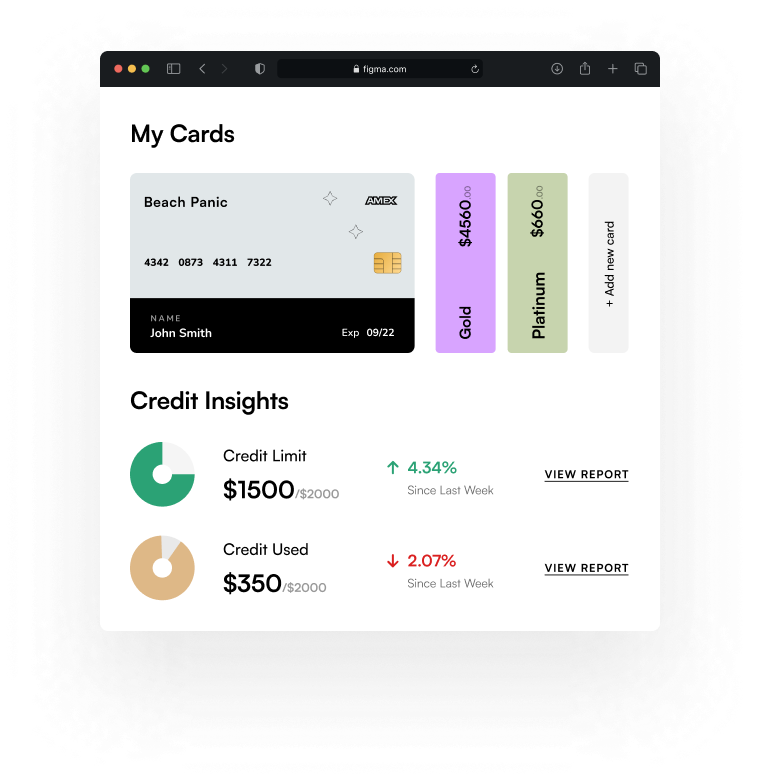 figma.com
My Cards
Beach Panic
AMEX
4342 0873 4311 7322
NAME
John Smith
Exp 09/22
Gold $4560.00
Platinum $660.00
+ Add new card
Credit Insights
Credit Limit
$1500/$2000
4.34%
Since Last Week
VIEW REPORT
Credit Used
$350/$2000
2.07%
Since Last Week
VIEW REPORT